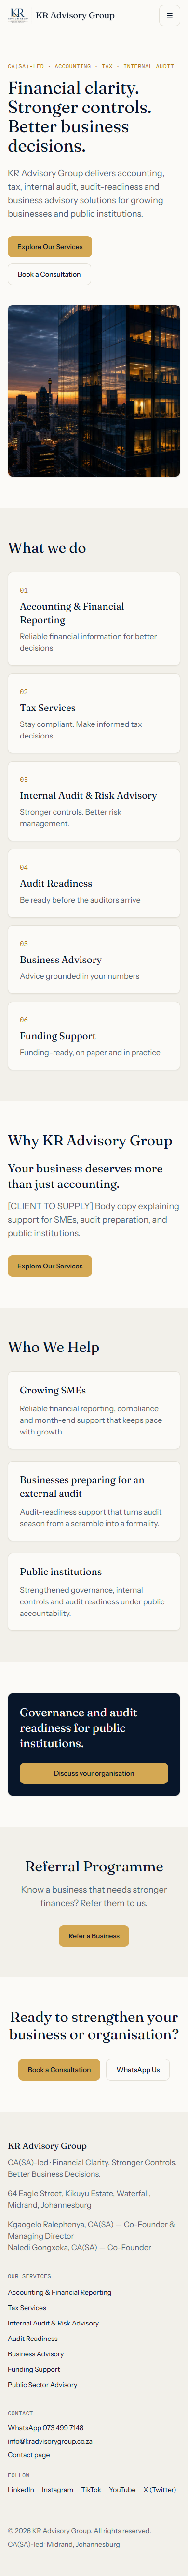 KR
KR Advisory Group
CA(SA)-LED · ACCOUNTING · TAX · INTERNAL AUDIT
Financial clarity.
Stronger controls.
Better business
decisions.
KR Advisory Group delivers accounting,
tax, internal audit, audit-readiness and
business advisory solutions for growing
businesses and public institutions.
Explore Our Services
Book a Consultation
What we do
01
Accounting & Financial
Reporting
Reliable financial information for better
decisions
02
Tax Services
Stay compliant. Make informed tax
decisions.
03
Internal Audit & Risk Advisory
Stronger controls. Better risk
management.
04
Audit Readiness
Be ready before the auditors arrive
05
Business Advisory
Advice grounded in your numbers
06
Funding Support
Funding-ready, on paper and in practice
Why KR Advisory Group
Your business deserves more
than just accounting.
[CLIENT TO SUPPLY] Body copy explaining
support for SMEs, audit preparation, and
public institutions.
Explore Our Services
Who We Help
Growing SMEs
Reliable financial reporting, compliance
and month-end support that keeps pace
with growth.
Businesses preparing for an
external audit
Audit-readiness support that turns audit
season from a scramble into a formality.
Public institutions
Strengthened governance, internal
controls and audit readiness under public
accountability.
Governance and audit
readiness for public
institutions.
Discuss your organisation
Referral Programme
Know a business that needs stronger
finances? Refer them to us.
Refer a Business
Ready to strengthen your
business or organisation?
Book a Consultation
WhatsApp Us
KR Advisory Group
CA(SA)-led · Financial Clarity. Stronger Controls.
Better Business Decisions.
64 Eagle Street, Kikuyu Estate, Waterfall,
Midrand, Johannesburg
Kgaogelo Ralephenya, CA(SA) — Co-Founder &
Managing Director
Naledi Gongxeka, CA(SA) — Co-Founder
OUR SERVICES
Accounting & Financial Reporting
Tax Services
Internal Audit & Risk Advisory
Audit Readiness
Business Advisory
Funding Support
Public Sector Advisory
CONTACT
WhatsApp 073 499 7148
info@kradvisorygroup.co.za
Contact page
FOLLOW
LinkedIn Instagram TikTok YouTube X (Twitter)
© 2026 KR Advisory Group. All rights reserved.
CA(SA)-led · Midrand, Johannesburg